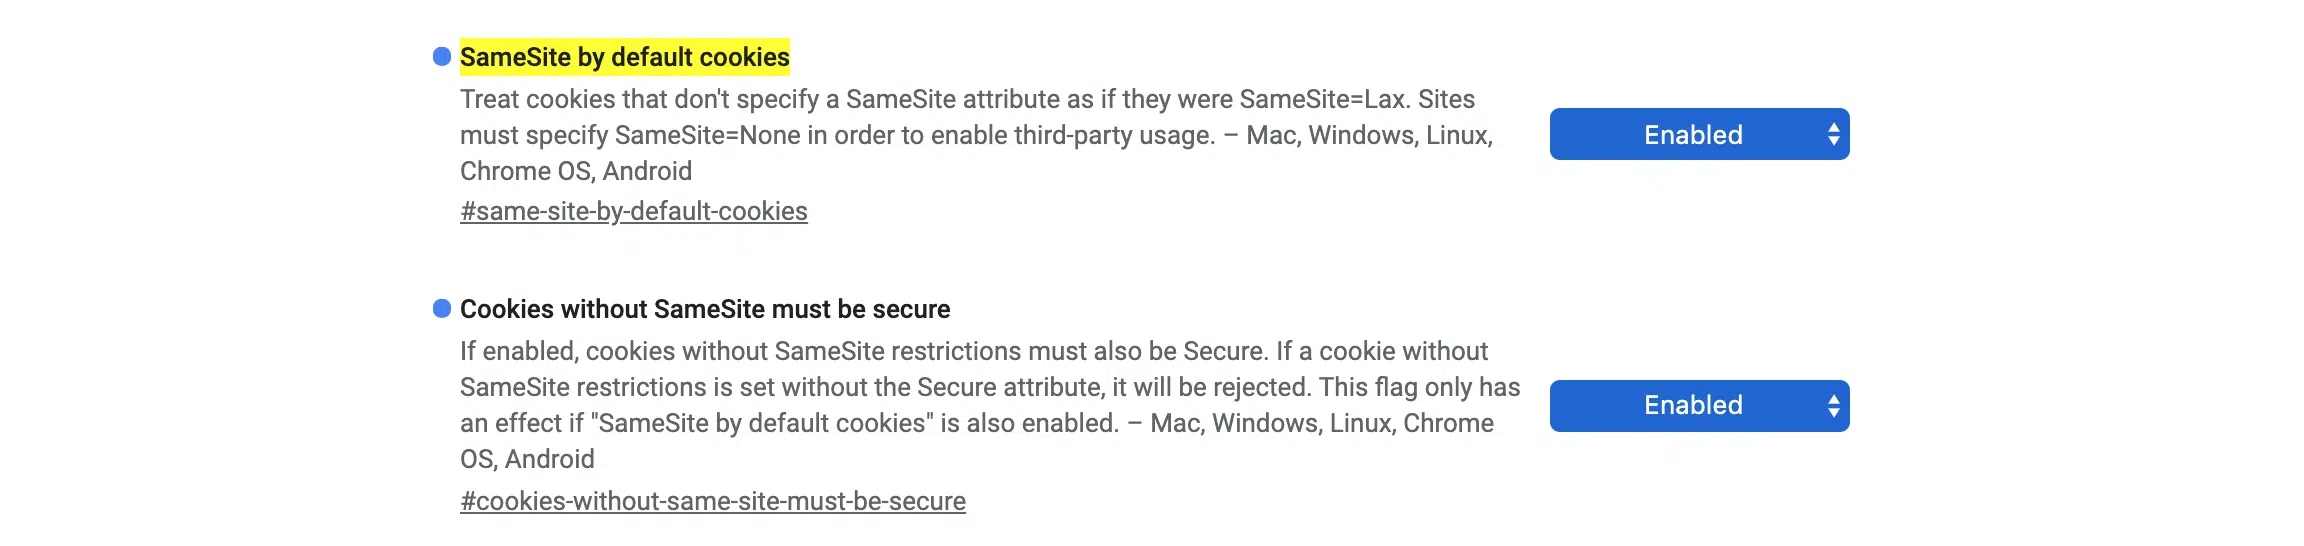 SameSite by default cookies
Treat cookies that don't specify a SameSite attribute as if they were SameSite=Lax. Sites
must specify SameSite=None in order to enable third-party usage. – Mac, Windows, Linux,
Chrome OS, Android
#same-site-by-default-cookies
Enabled
Cookies without SameSite must be secure
If enabled, cookies without SameSite restrictions must also be Secure. If a cookie without
SameSite restrictions is set without the Secure attribute, it will be rejected. This flag only has
an effect if "SameSite by default cookies" is also enabled. – Mac, Windows, Linux, Chrome
OS, Android
#cookies-without-same-site-must-be-secure
Enabled